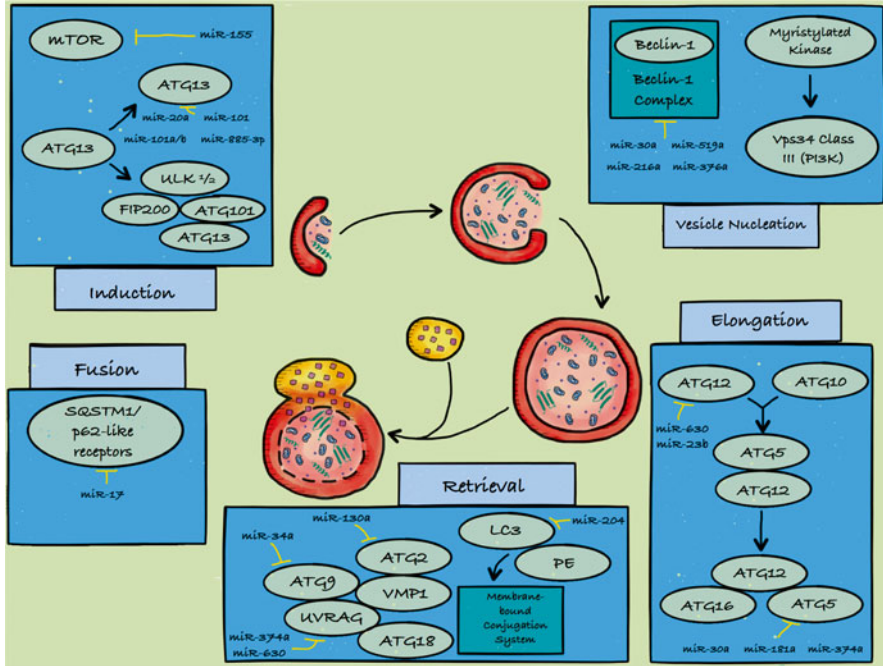 mTOR
miR-155
ATG13
miR-20a
miR-101
miR-101a/b
miR-885-3p
ATG13
ULK 1/2
FIP200
ATG101
ATG13
Induction
Beclin-1
Beclin-1
Complex
miR-30a
miR-519a
miR-216a
miR-376a
Myristylated
Kinase
Vps34 Class
III (PI3K)
Vesicle Nucleation
Elongation
ATG12
ATG10
miR-630
miR-23b
ATG5
ATG12
ATG12
ATG16
ATG5
miR-30a
miR-181a
miR-374a
Fusion
SQSTM1/
p62-like
receptors
miR-17
Retrieval
miR-130a
miR-34a
ATG2
ATG9
VMP1
UVRAG
miR-374a
miR-630
ATG18
LC3
miR-204
PE
Membrane-
bound
Conjugation
System